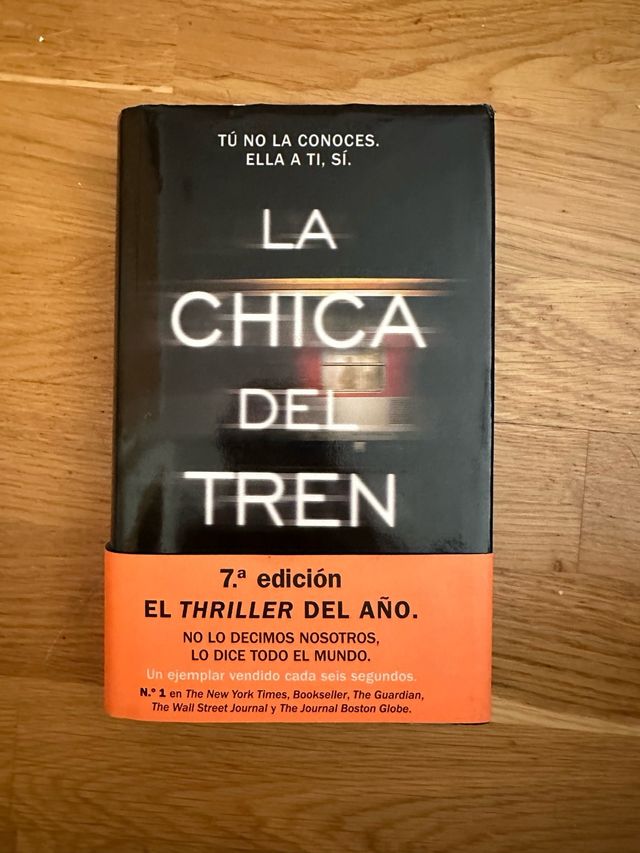 TÚ NO LA CONOCES.
ELLA A TI, SÍ.
LA
CHICA
DEL
TREN
7.ª edición
EL THRILLER DEL AÑO.
NO LO DECIMOS NOSOTROS,
LO DICE TODO EL MUNDO.
Un ejemplar vendido cada seis segundos.
N.º 1 en The New York Times, Bookseller, The Guardian,
The Wall Street Journal y The Journal Boston Globe.